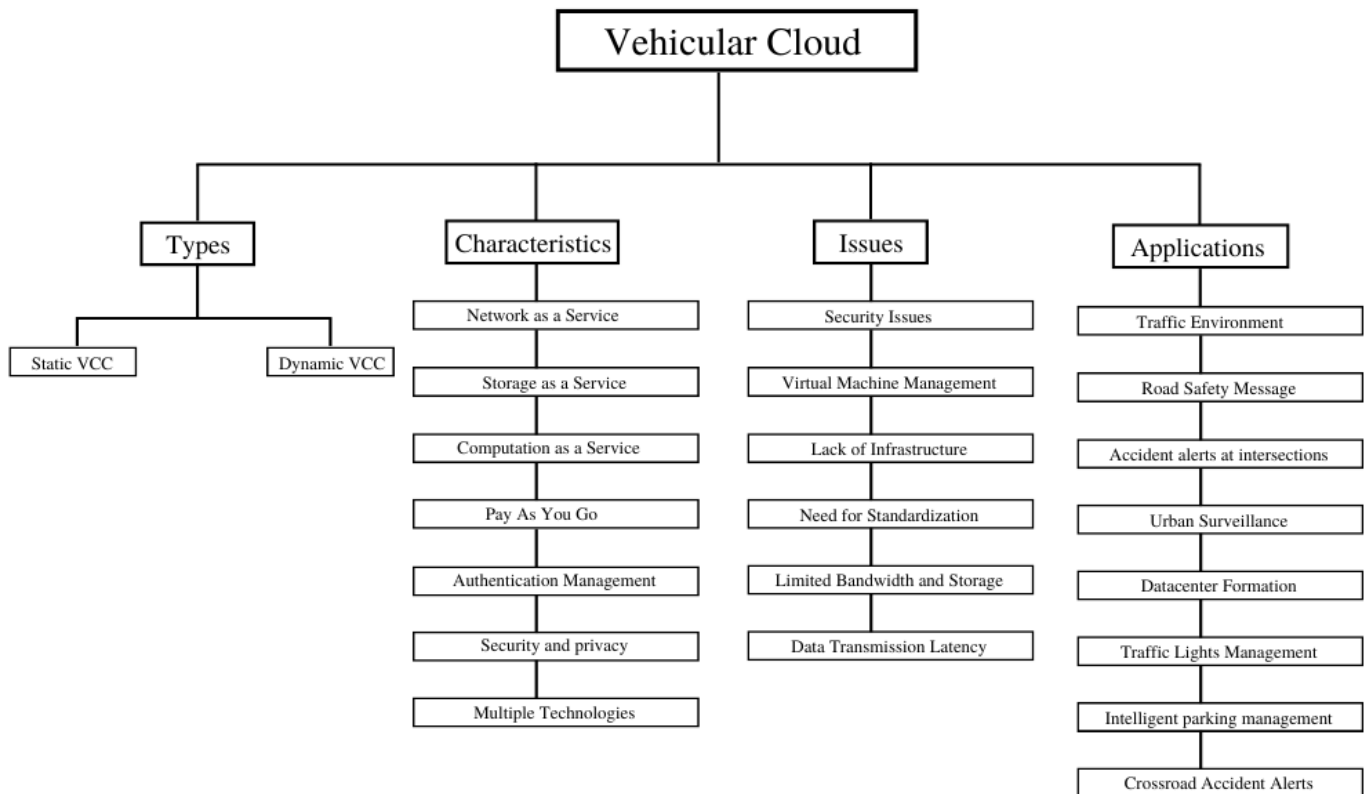 Vehicular Cloud
Types
Static VCC
Dynamic VCC
Characteristics
Network as a Service
Storage as a Service
Computation as a Service
Pay As You Go
Authentication Management
Security and privacy
Multiple Technologies
Issues
Security Issues
Virtual Machine Management
Lack of Infrastructure
Need for Standardization
Limited Bandwidth and Storage
Data Transmission Latency
Applications
Traffic Environment
Road Safety Message
Accident alerts at intersections
Urban Surveillance
Datacenter Formation
Traffic Lights Management
Intelligent parking management
Crossroad Accident Alerts